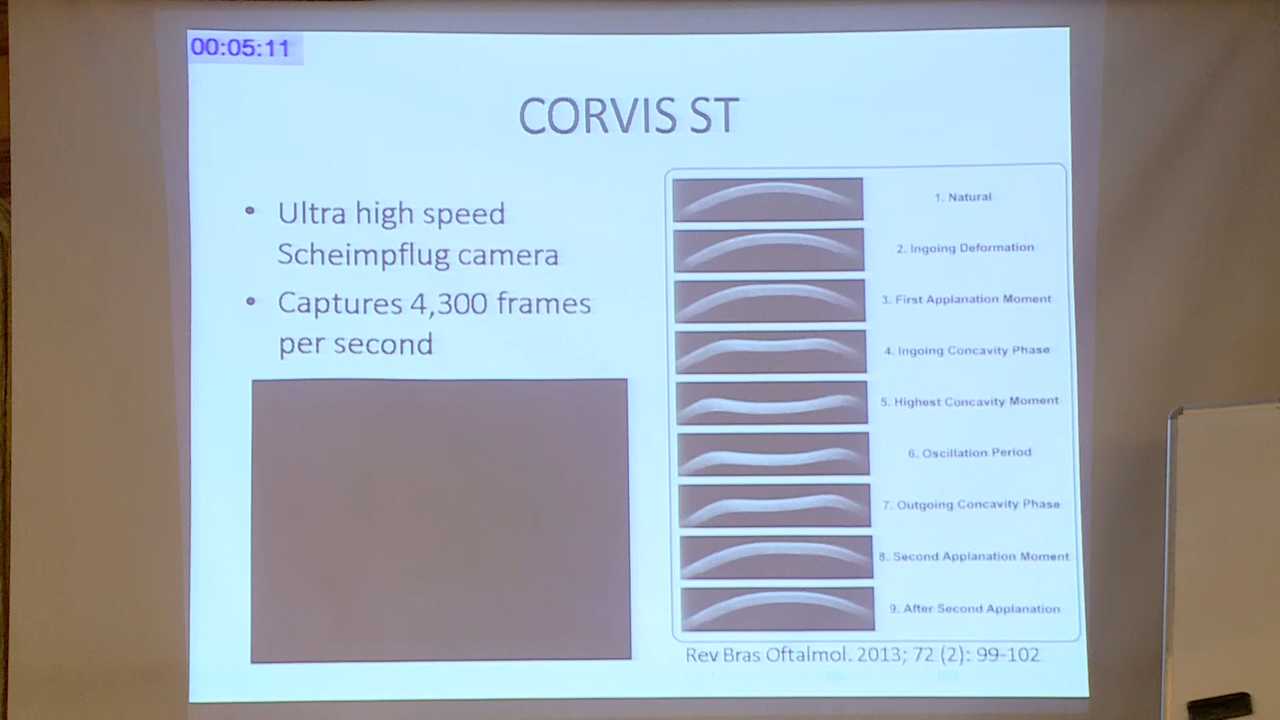 00:05:11
CORVIS ST
• Ultra high speed
Scheimpflug camera
• Captures 4,300 frames
per second
1. Natural
2. Ingoing Deformation
3. First Applanation Moment
4. Ingoing Concavity Phase
5. Highest Concavity Moment
6. Oscillation Period
7. Outgoing Concavity Phase
8. Second Applanation Moment
9. After Second Applanation
Rev Bras Oftalmol. 2013; 72 (2): 99-102